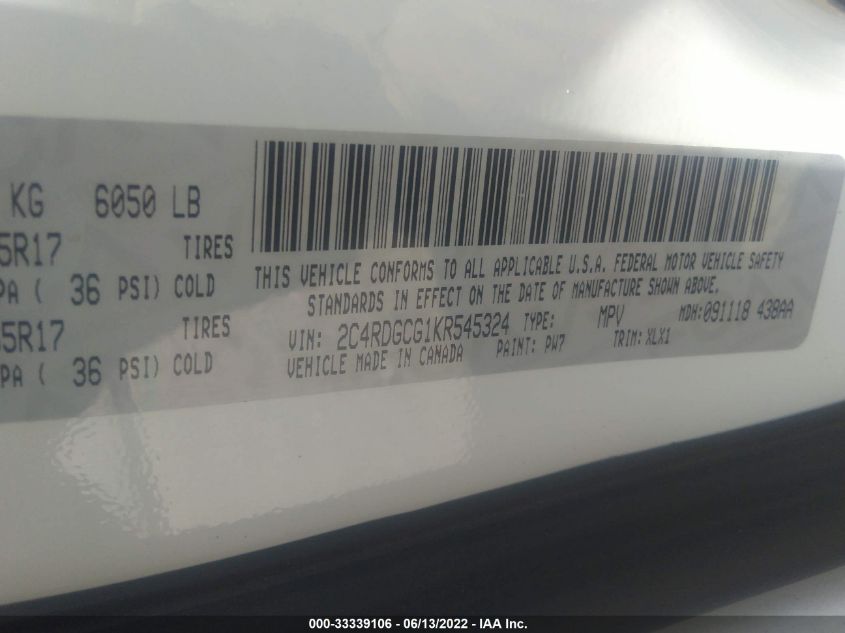 KG 6050 LB
5R17 TIRES
PA ( 36 PSI) COLD
5R17 TIRES
PA ( 36 PSI) COLD
THIS VEHICLE CONFORMS TO ALL APPLICABLE U.S.A. FEDERAL MOTOR VEHICLE SAFETY
STANDARDS IN EFFECT ON THE DATE OF MANUFACTURE SHOWN ABOVE.
VIN: 2C4RDGCG1KR545324 TYPE: MPV MDH:091118 438AA
VEHICLE MADE IN CANADA PAINT: PW7 TRIM: XLX1
000-33339106 - 06/13/2022 - IAA Inc.